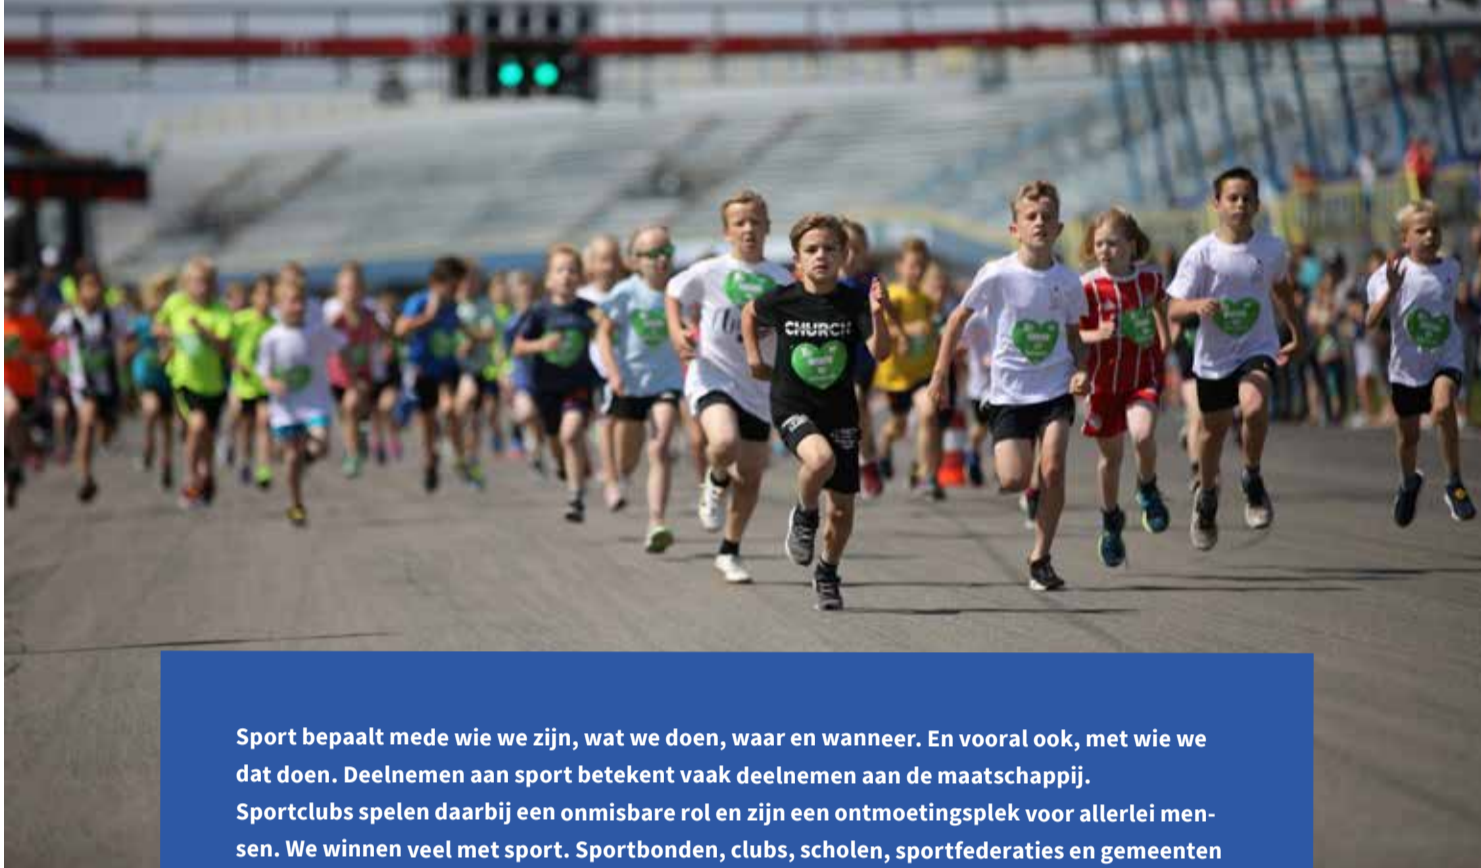 CHURCH
Sport bepaalt mede wie we zijn, wat we doen, waar en wanneer. En vooral ook, met wie we
dat doen. Deelnemen aan sport betekent vaak deelnemen aan de maatschappij.
Sportclubs spelen daarbij een onmisbare rol en zijn een ontmoetingsplek voor allerlei men-
sen. We winnen veel met sport. Sportbonden, clubs, scholen, sportfederaties en gemeenten